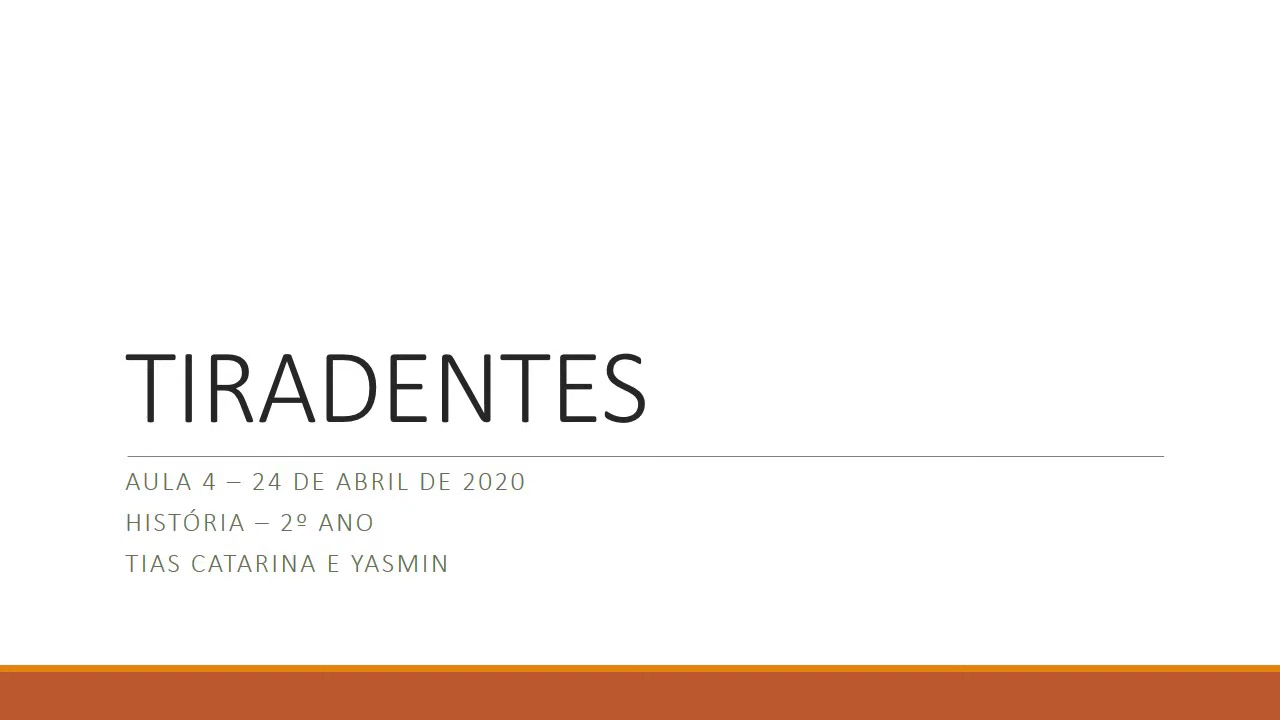 TIRADENTES
AULA 4 – 24 DE ABRIL DE 2020
HISTÓRIA – 2º ANO
TIAS CATARINA E YASMIN